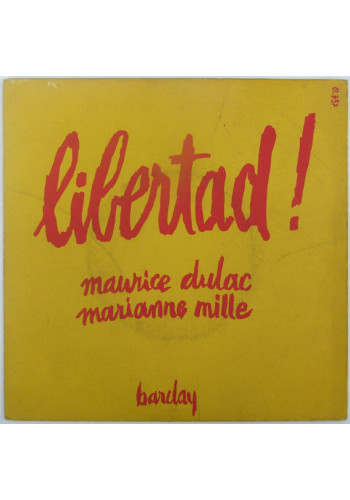 libertad!
maurice dulac
marianne mille
barclay